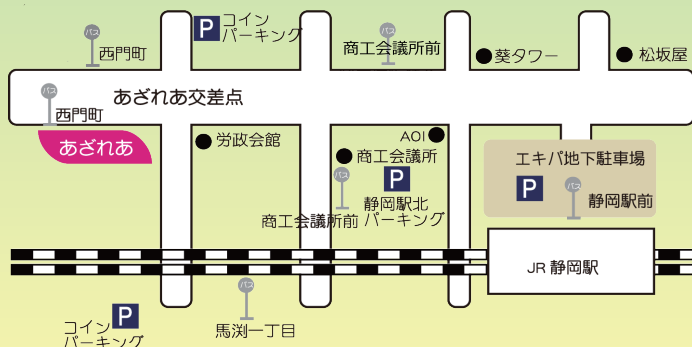 コイン
パーキング
P
バス
西門町
バス
商工会議所前
葵タワー
松坂屋
バス
西門町
あざれあ交差点
あざれあ
労政会館
AOI
商工会議所
エキパ地下駐車場
P
P
バス
静岡駅前
バス
商工会議所前
静岡駅北
パーキング
JR 静岡駅
バス
馬渕一丁目
P
コイン
パーキング